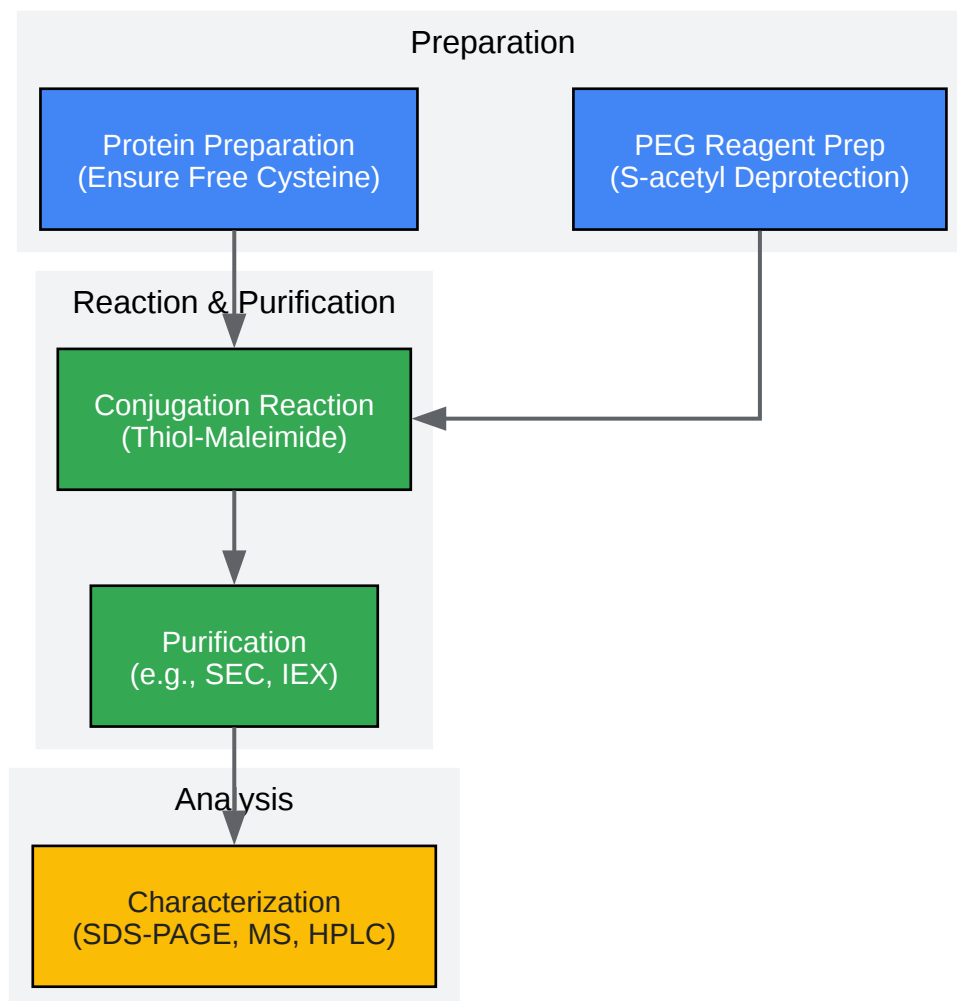 Preparation
Protein Preparation
(Ensure Free Cysteine)
PEG Reagent Prep
(S-acetyl Deprotection)
Reaction & Purification
Conjugation Reaction
(Thiol-Maleimide)
Purification
(e.g., SEC, IEX)
Analysis
Characterization
(SDS-PAGE, MS, HPLC)